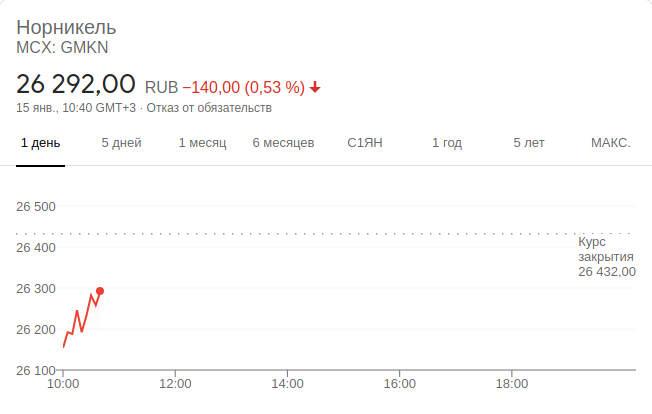 Норникель
MCX: GMKN
26 292,00 RUB −140,00 (0,53 %)
15 янв., 10:40 GMT+3 · Отказ от обязательств
1 день 5 дней 1 месяц 6 месяцев С1ЯН 1 год 5 лет МАКС.
26 500
26 400
Курс
закрытия
26 432,00
26 300
26 200
26 100
10:00 12:00 14:00 16:00 18:00